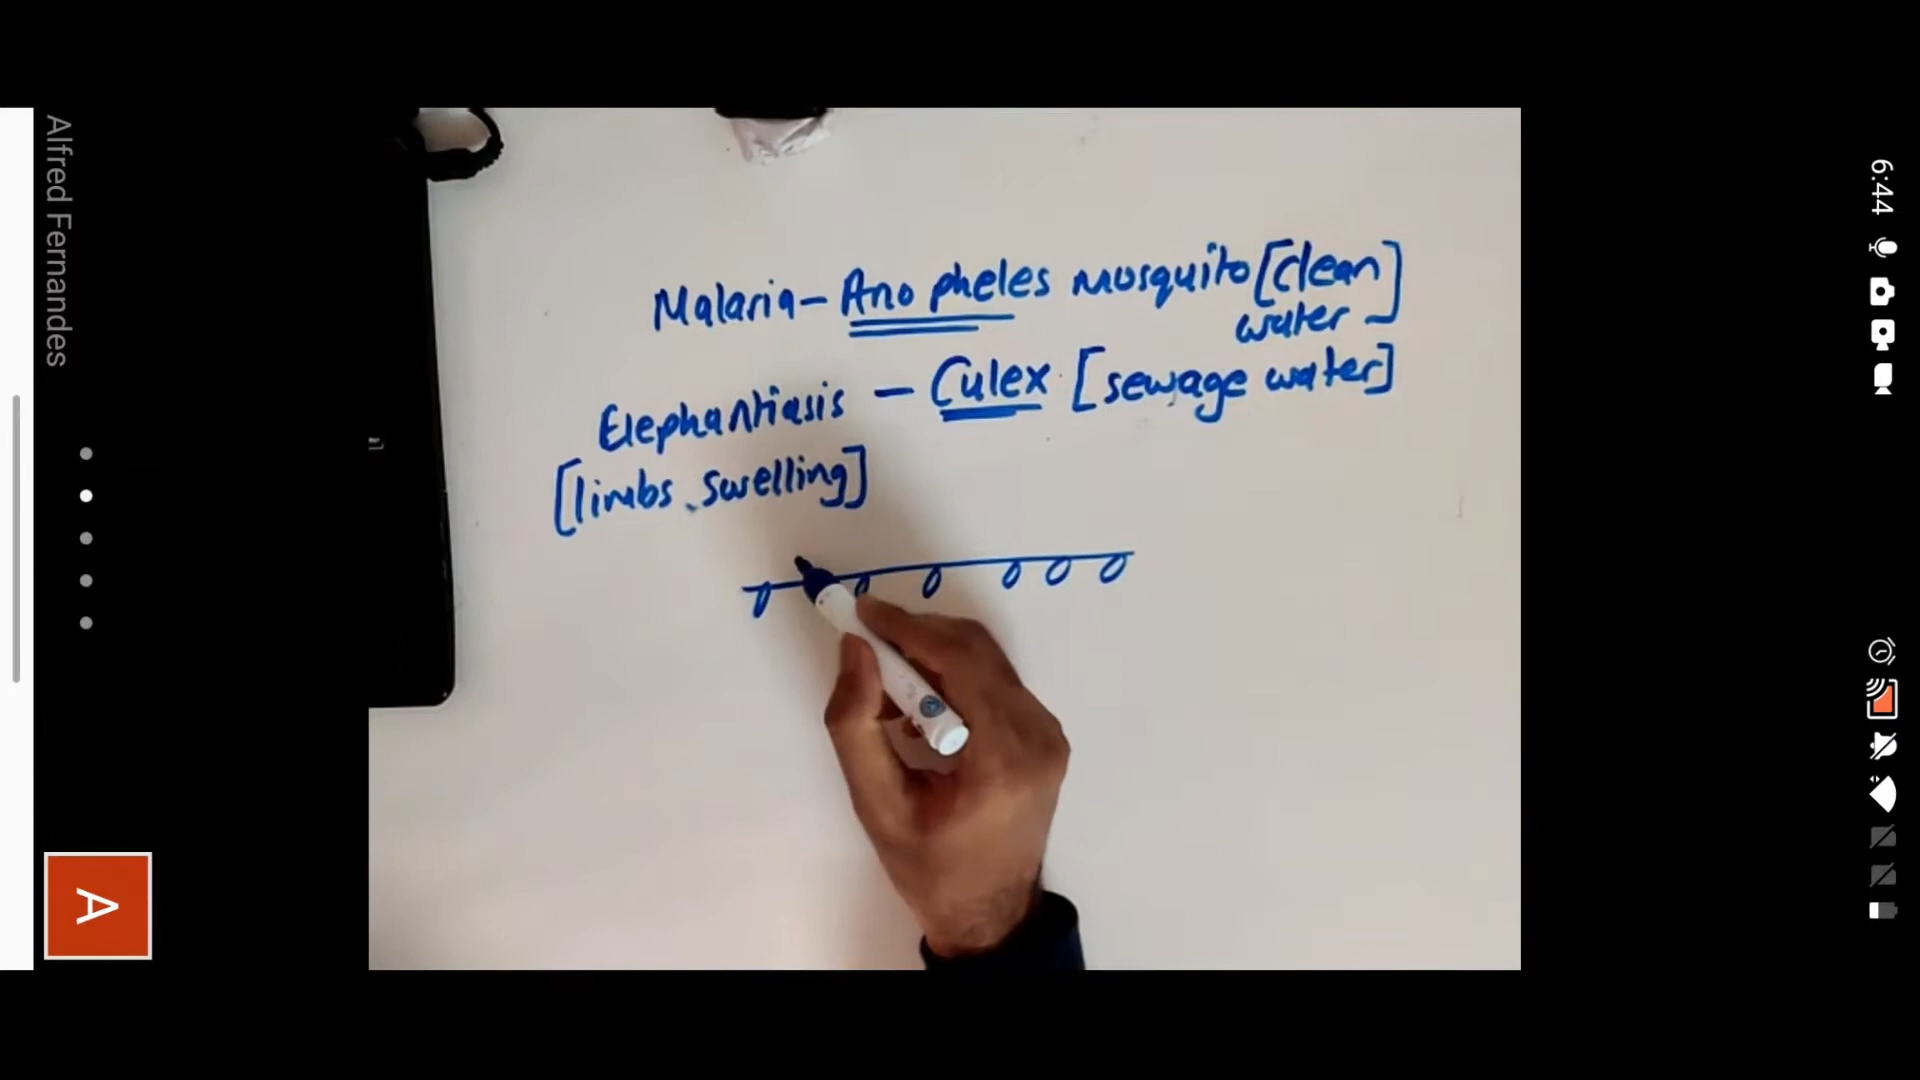 Alfred Fernandes
6:44
Malaria - Anopheles mosquito [clean
water]
Elephantiasis - Culex [sewage water]
[limbs swelling]
A